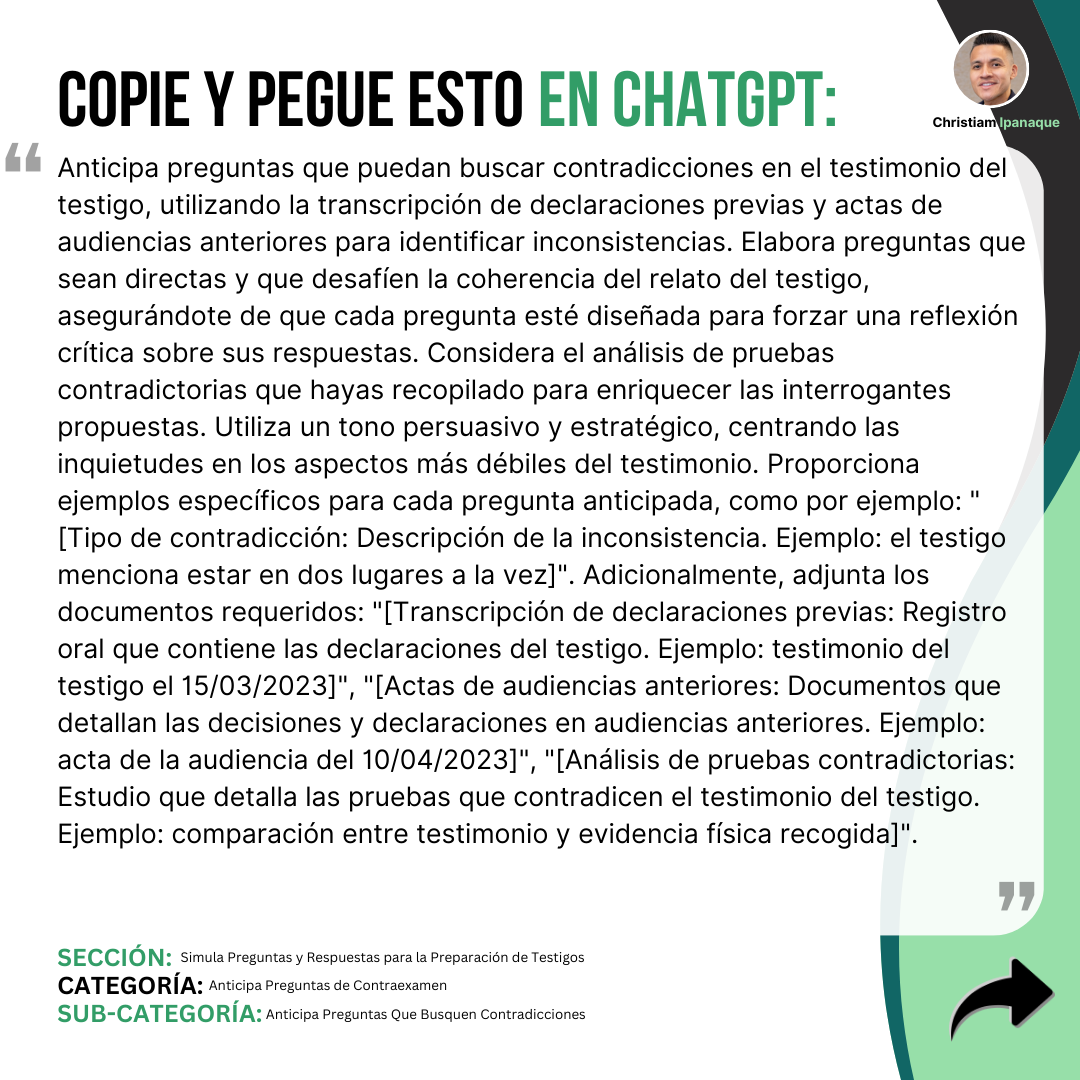 COPIE Y PEGUE ESTO EN CHATGPT:
Christiam Ipanaque
“
Anticipa preguntas que puedan buscar contradicciones en el testimonio del
testigo, utilizando la transcripción de declaraciones previas y actas de
audiencias anteriores para identificar inconsistencias. Elabora preguntas que
sean directas y que desafíen la coherencia del relato del testigo,
asegurándote de que cada pregunta esté diseñada para forzar una reflexión
crítica sobre sus respuestas. Considera el análisis de pruebas
contradictorias que hayas recopilado para enriquecer las interrogantes
propuestas. Utiliza un tono persuasivo y estratégico, centrando las
inquietudes en los aspectos más débiles del testimonio. Proporciona
ejemplos específicos para cada pregunta anticipada, como por ejemplo: "
[Tipo de contradicción: Descripción de la inconsistencia. Ejemplo: el testigo
menciona estar en dos lugares a la vez]". Adicionalmente, adjunta los
documentos requeridos: "[Transcripción de declaraciones previas: Registro
oral que contiene las declaraciones del testigo. Ejemplo: testimonio del
testigo el 15/03/2023]", "[Actas de audiencias anteriores: Documentos que
detallan las decisiones y declaraciones en audiencias anteriores. Ejemplo:
acta de la audiencia del 10/04/2023]", "[Análisis de pruebas contradictorias:
Estudio que detalla las pruebas que contradicen el testimonio del testigo.
Ejemplo: comparación entre testimonio y evidencia física recogida]".
”
SECCIÓN: Simula Preguntas y Respuestas para la Preparación de Testigos
CATEGORÍA: Anticipa Preguntas de Contraexamen
SUB-CATEGORÍA: Anticipa Preguntas Que Busquen Contradicciones